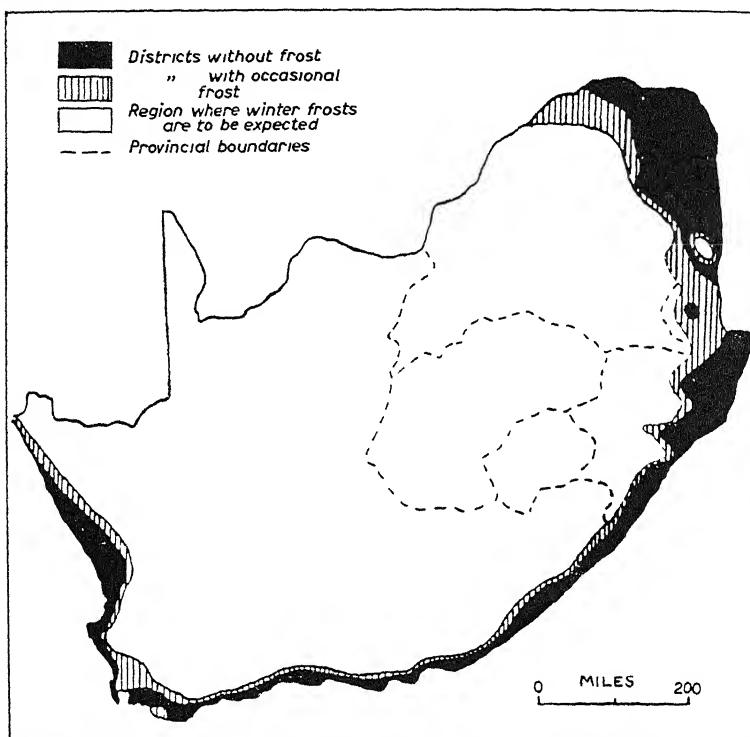 Districts without frost
„ with occasional
frost
Region where winter frosts
are to be expected
Provincial boundaries
0 MILES 200